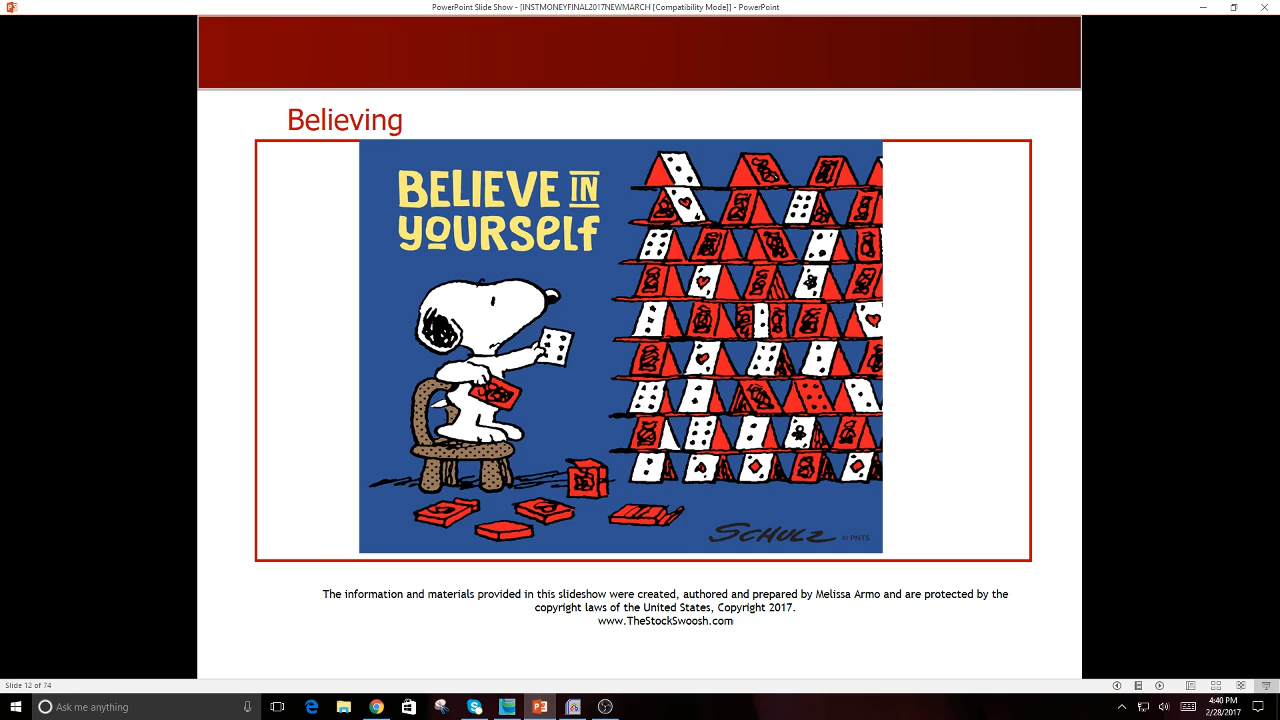 PowerPoint Slide Show - [INSTMONEYFINAL2017NEWMARCH [Compatibility Mode]] - PowerPoint
Believing
BELIEVE IN
YOURSELF
SCHULZ © PNTS
The information and materials provided in this slideshow were created, authored and prepared by Melissa Armo and are protected by the
copyright laws of the United States, Copyright 2017.
www.TheStockSwoosh.com
Slide 12 of 74
Ask me anything
4:40 PM
2/28/2017